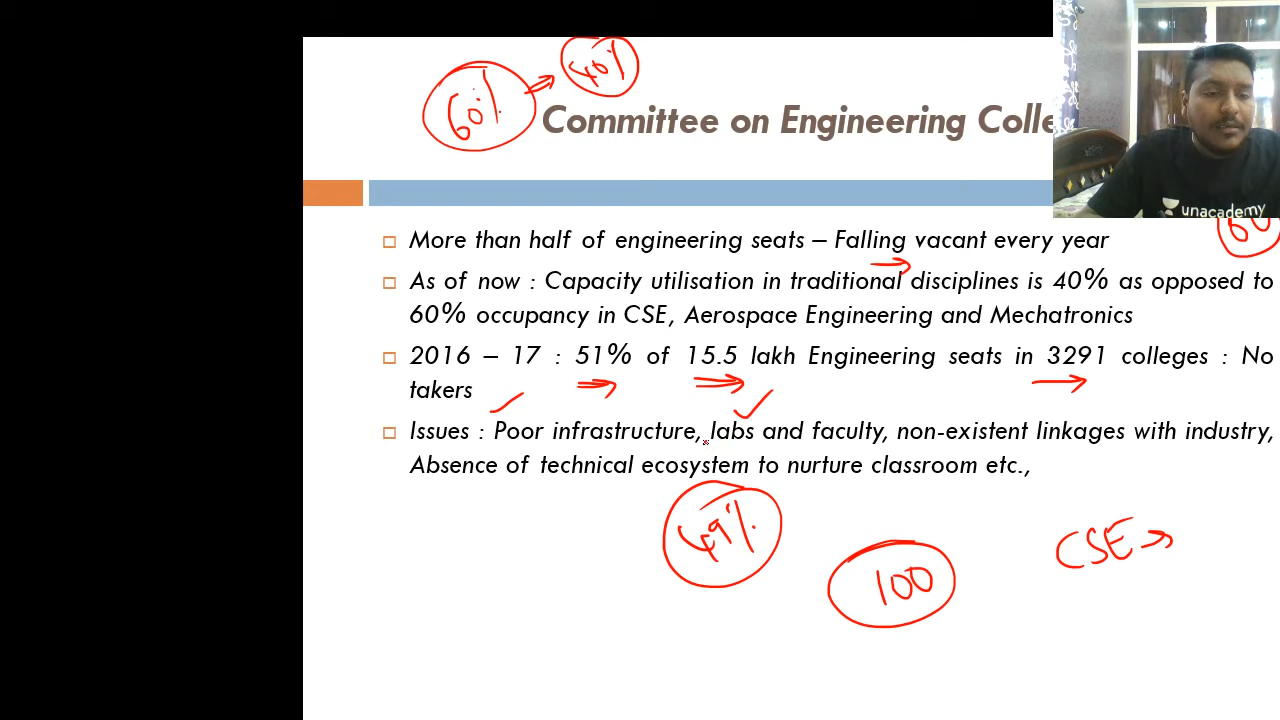 40%
60%
Committee on Engineering Colle
unacademy
60
More than half of engineering seats – Falling vacant every year
As of now : Capacity utilisation in traditional disciplines is 40% as opposed to
60% occupancy in CSE, Aerospace Engineering and Mechatronics
2016 – 17 : 51% of 15.5 lakh Engineering seats in 3291 colleges : No
takers
Issues : Poor infrastructure, labs and faculty, non-existent linkages with industry,
Absence of technical ecosystem to nurture classroom etc.,
49%
100
CSE